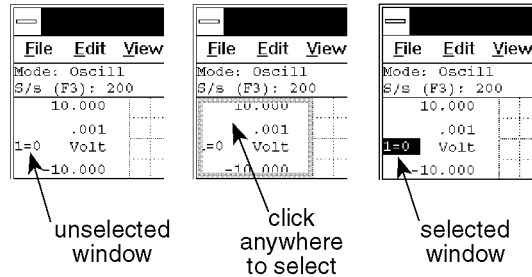 File Edit View
Mode: Oscill
S/s (F3): 200
10.000
.001
1=0 Volt
-10.000
unselected
window
File Edit View
Mode: Oscill
S/s (F3): 200
10.000
.001
.=0 Volt
-10.000
click
anywhere
to select
File Edit View
Mode: Oscill
S/s (F3): 200
10.000
.001
1=0 Volt
-10.000
selected
window